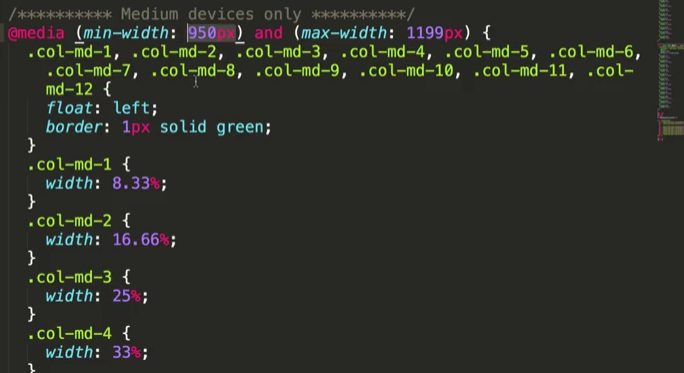 /********** Medium devices only **********/
@media (min-width: 950px) and (max-width: 1199px) {
.col-md-1, .col-md-2, .col-md-3, .col-md-4, .col-md-5, .col-md-6,
.col-md-7, .col-md-8, .col-md-9, .col-md-10, .col-md-11, .col-
md-12 {
float: left;
border: 1px solid green;
}
.col-md-1 {
width: 8.33%;
}
.col-md-2 {
width: 16.66%;
}
.col-md-3 {
width: 25%;
}
.col-md-4 {
width: 33%;
}